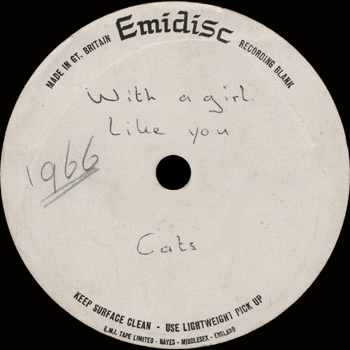 Emidisc
MADE IN GT. BRITAIN
RECORDING BLANK
With a girl.
like you
1966
Cats
KEEP SURFACE CLEAN - USE LIGHTWEIGHT PICK UP
E.M.I. TAPE LIMITED - HAYES - MIDDLESEX - ENGLAND